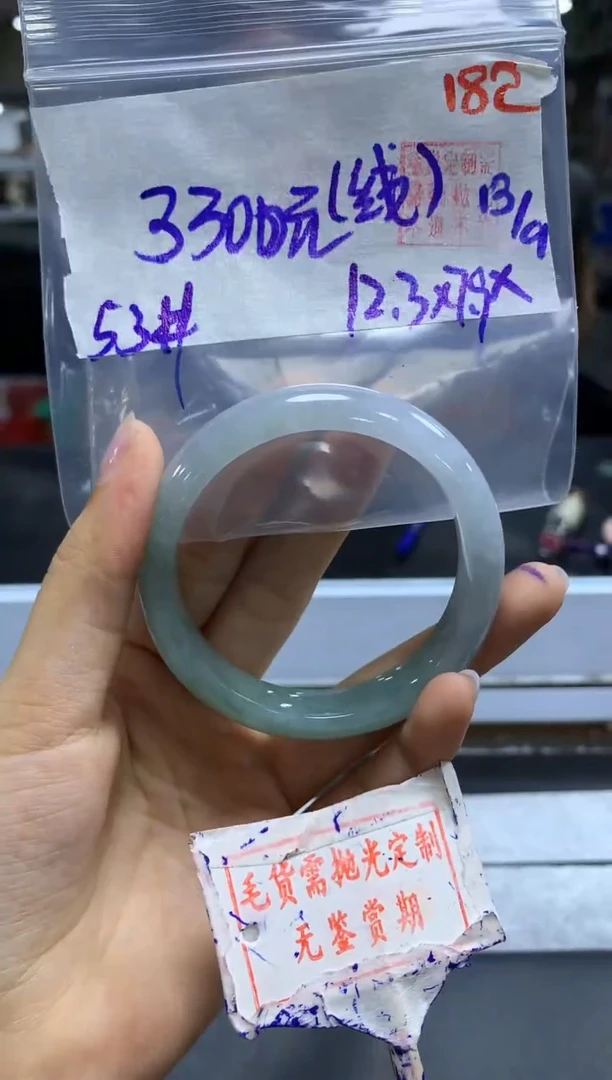 182
3300元(线) 13/9
53#
12.3x7.9x
毛货需抛光定制
无鉴赏期